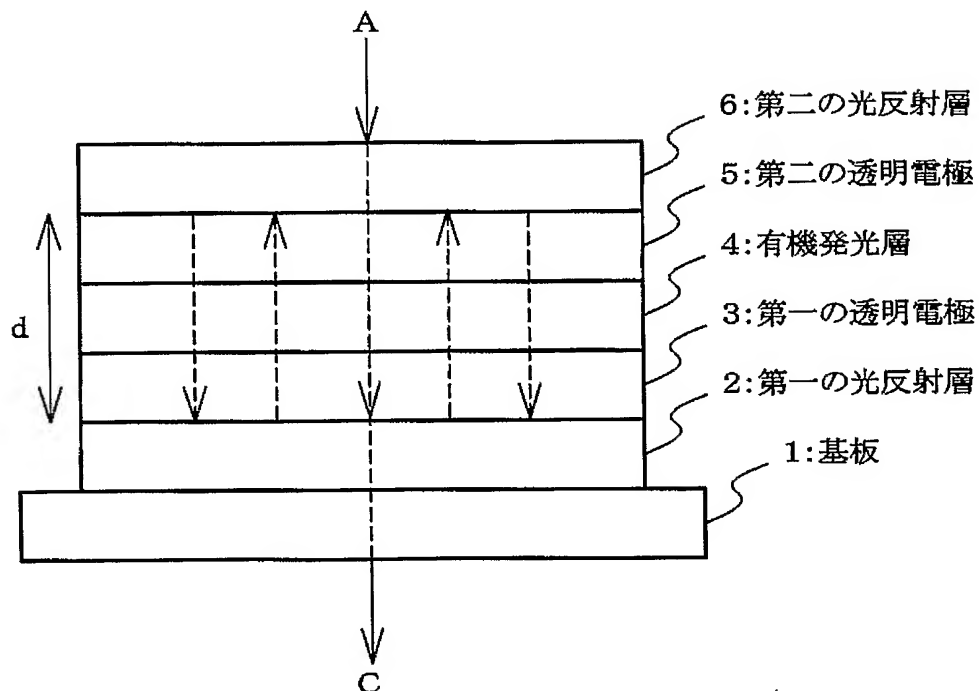 A
6:第二の光反射層
5:第二の透明電極
4:有機発光層
3:第一の透明電極
d
2:第一の光反射層
1:基板
C